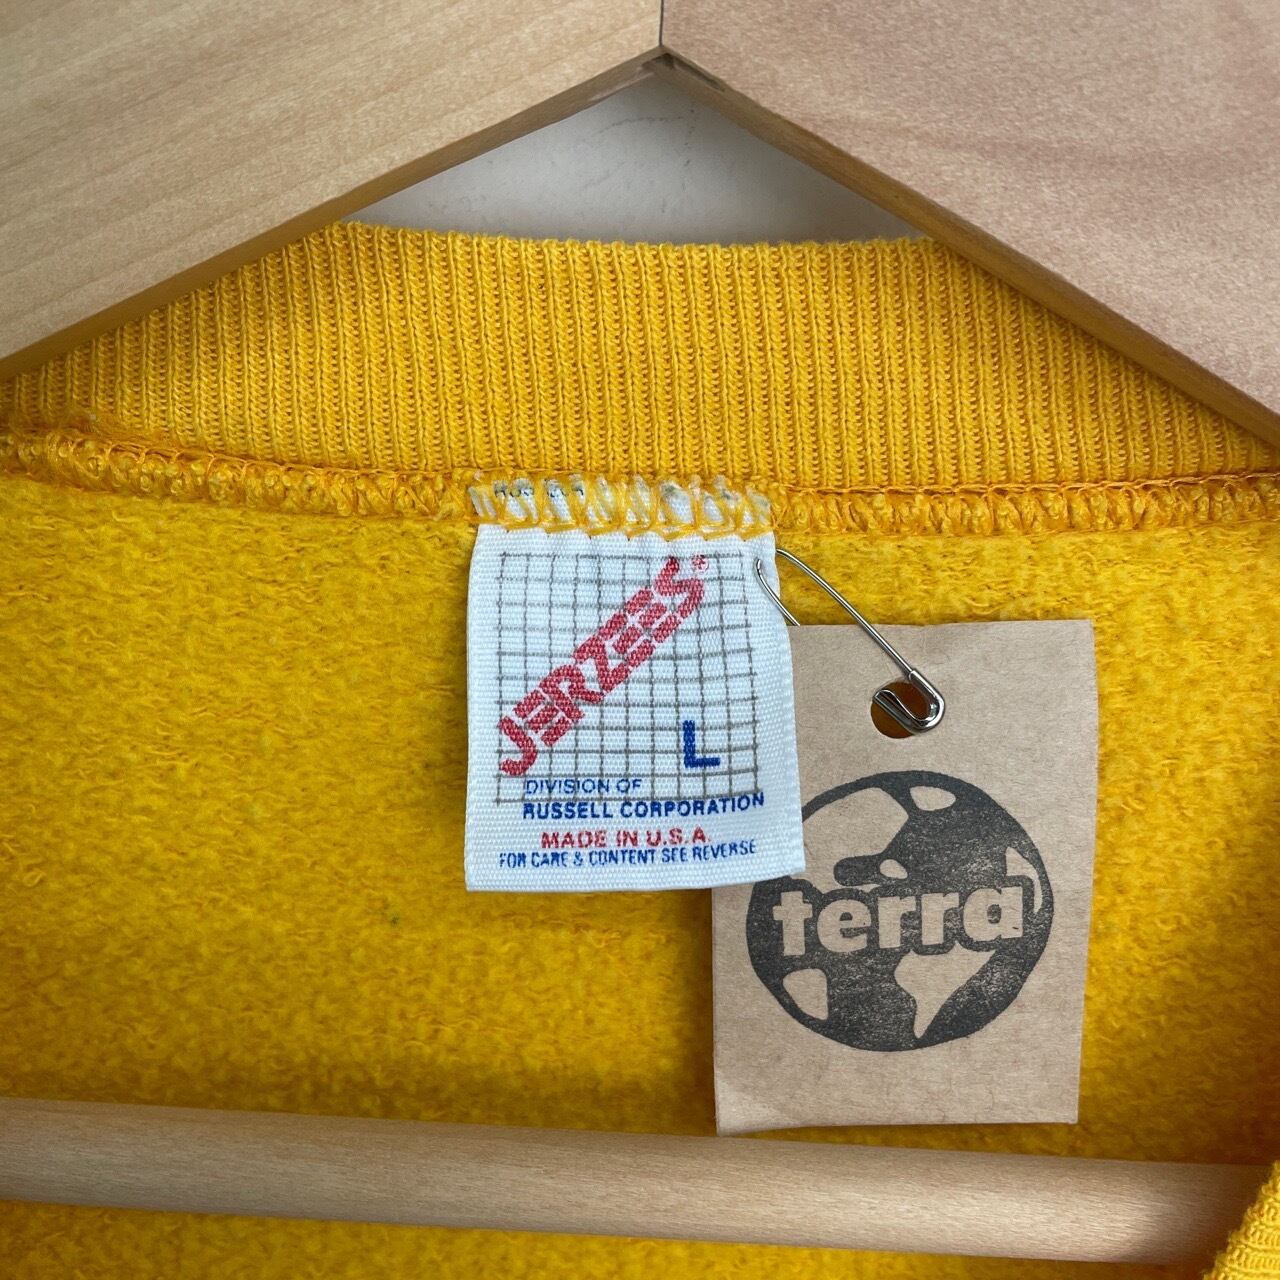 JERZEES®
L
DIVISION OF
RUSSELL CORPORATION
MADE IN U.S.A.
FOR CARE & CONTENT SEE REVERSE
terra